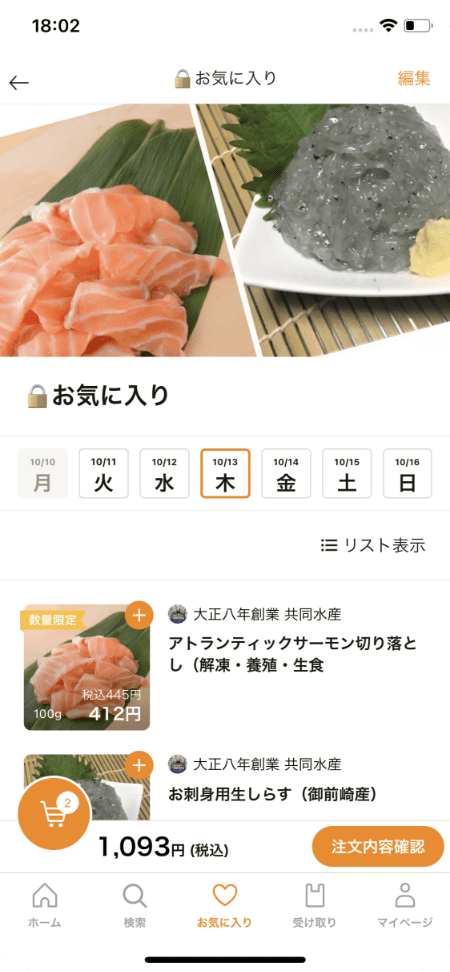 18:02
🔒お気に入り
編集
🔒お気に入り
10/10
月
10/11
火
10/12
水
10/13
木
10/14
金
10/15
土
10/16
日
リスト表示
数量限定
100g
税込445円
412円
大正八年創業 共同水産
アトランティックサーモン切り落と
し（解凍・養殖・生食
大正八年創業 共同水産
お刺身用生しらす（御前崎産）
2
1,093円 (税込)
注文内容確認
ホーム
検索
お気に入り
受け取り
マイページ